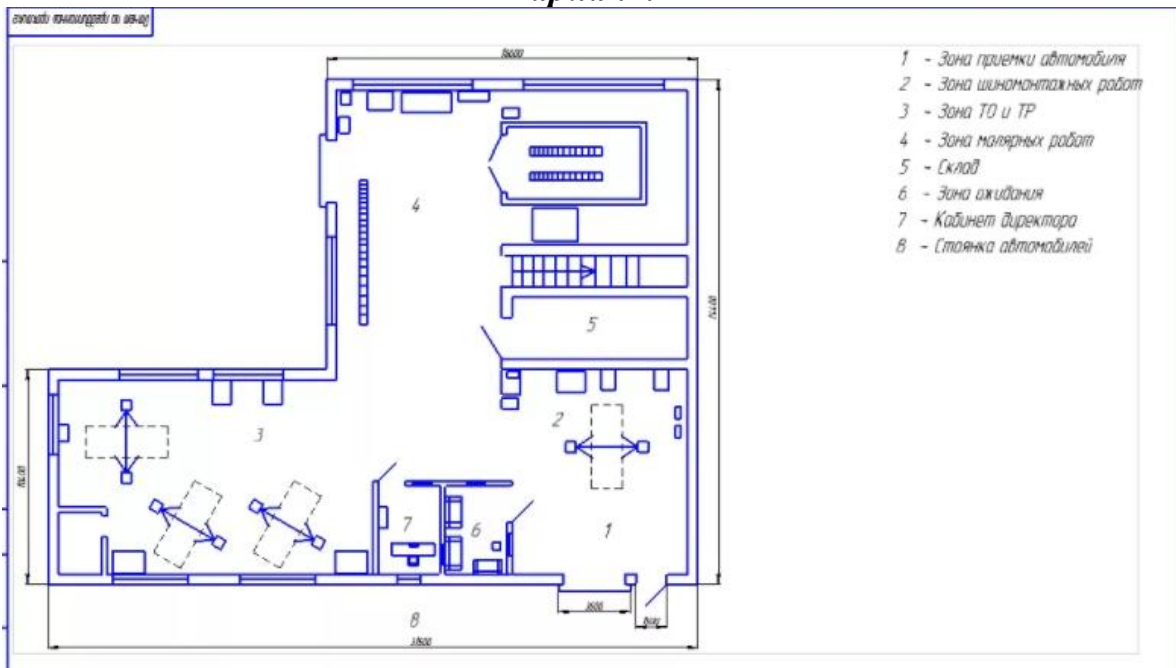 1 - Зона приемки автомобиля
2 - Зона шиномонтажных работ
3 - Зона ТО и ТР
4 - Зона малярных работ
5 - Склад
6 - Зона ожидания
7 - Кабинет директора
8 - Стоянка автомобилей
4
5
2
3
7
6
1
3600
8